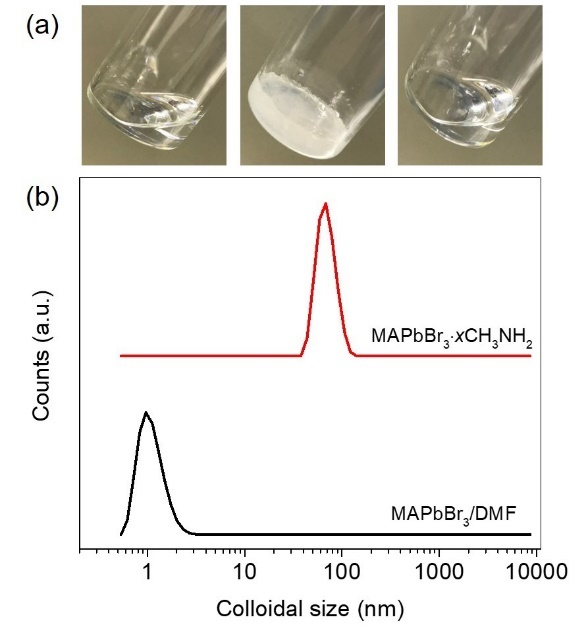 (a)
(b)
Counts (a.u.)
MAPbBr₃·xCH₃NH₂
MAPbBr₃/DMF
1 10 100 1000 10000
Colloidal size (nm)